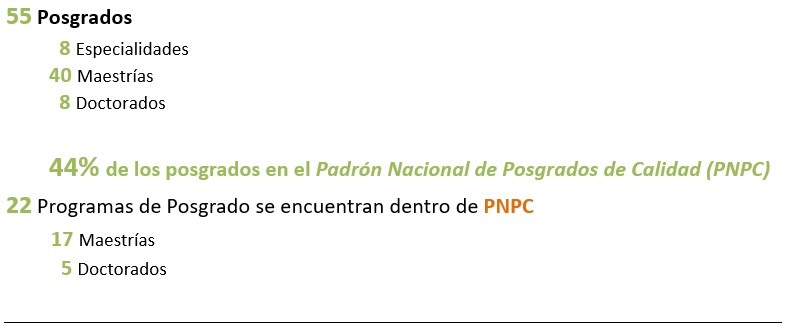 55 Posgrados
8 Especialidades
40 Maestrías
8 Doctorados
44% de los posgrados en el Padrón Nacional de Posgrados de Calidad (PNPC)
22 Programas de Posgrado se encuentran dentro de PNPC
17 Maestrías
5 Doctorados